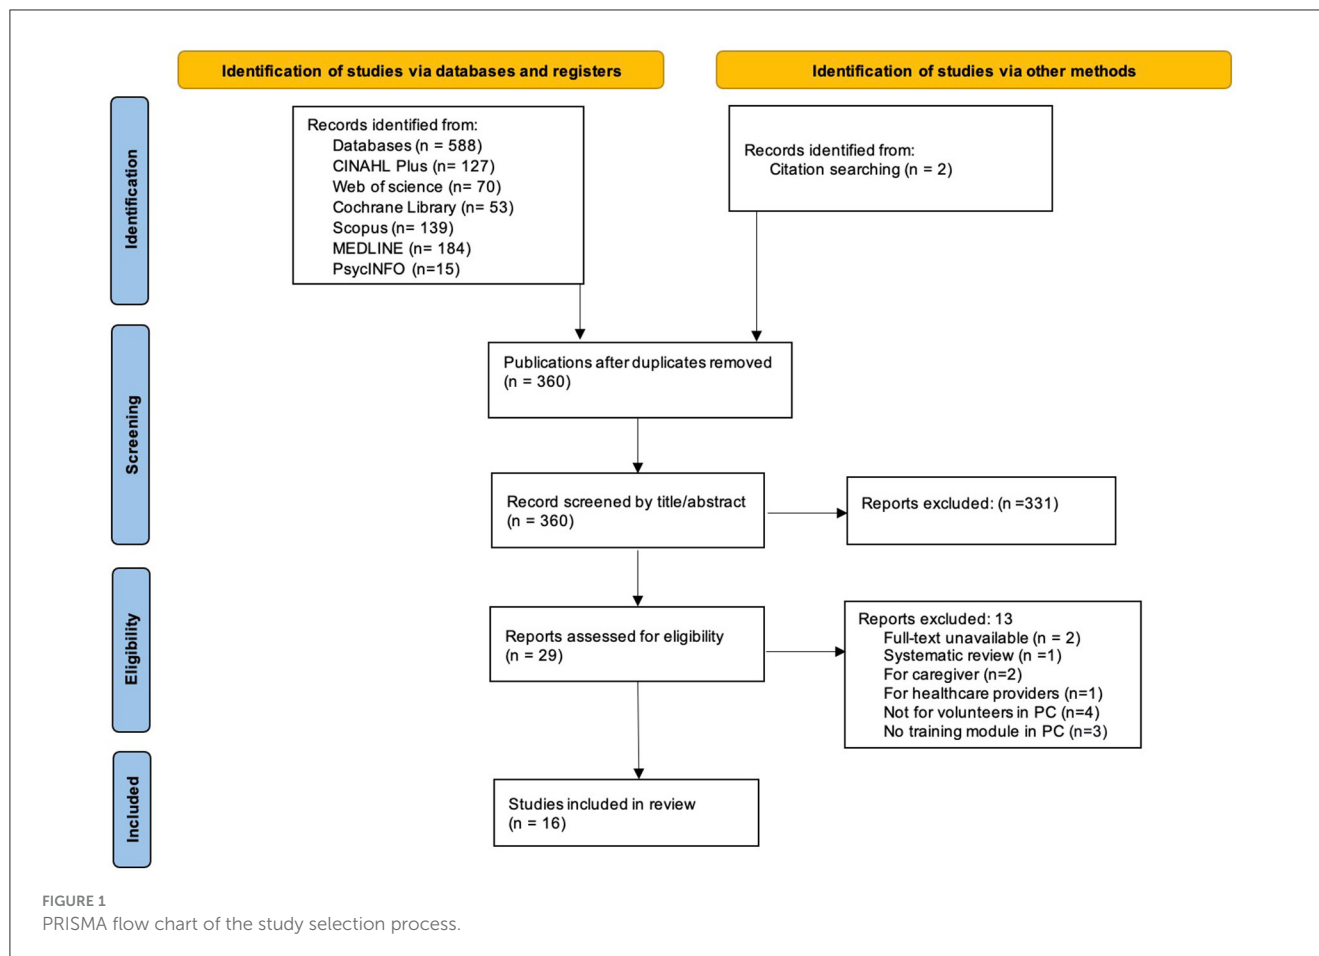 Identification of studies via databases and registers
Identification of studies via other methods
Identification
Records identified from:
Databases (n = 588)
CINAHL Plus (n= 127)
Web of science (n= 70)
Cochrane Library (n= 53)
Scopus (n= 139)
MEDLINE (n= 184)
PsycINFO (n=15)
Records identified from:
Citation searching (n = 2)
Screening
Publications after duplicates removed
(n = 360)
Record screened by title/abstract
(n = 360)
Reports excluded: (n =331)
Eligibility
Reports assessed for eligibility
(n = 29)
Reports excluded: 13
Full-text unavailable (n = 2)
Systematic review (n =1)
For caregiver (n=2)
For healthcare providers (n=1)
Not for volunteers in PC (n=4)
No training module in PC (n=3)
Included
Studies included in review
(n = 16)
FIGURE 1
PRISMA flow chart of the study selection process.